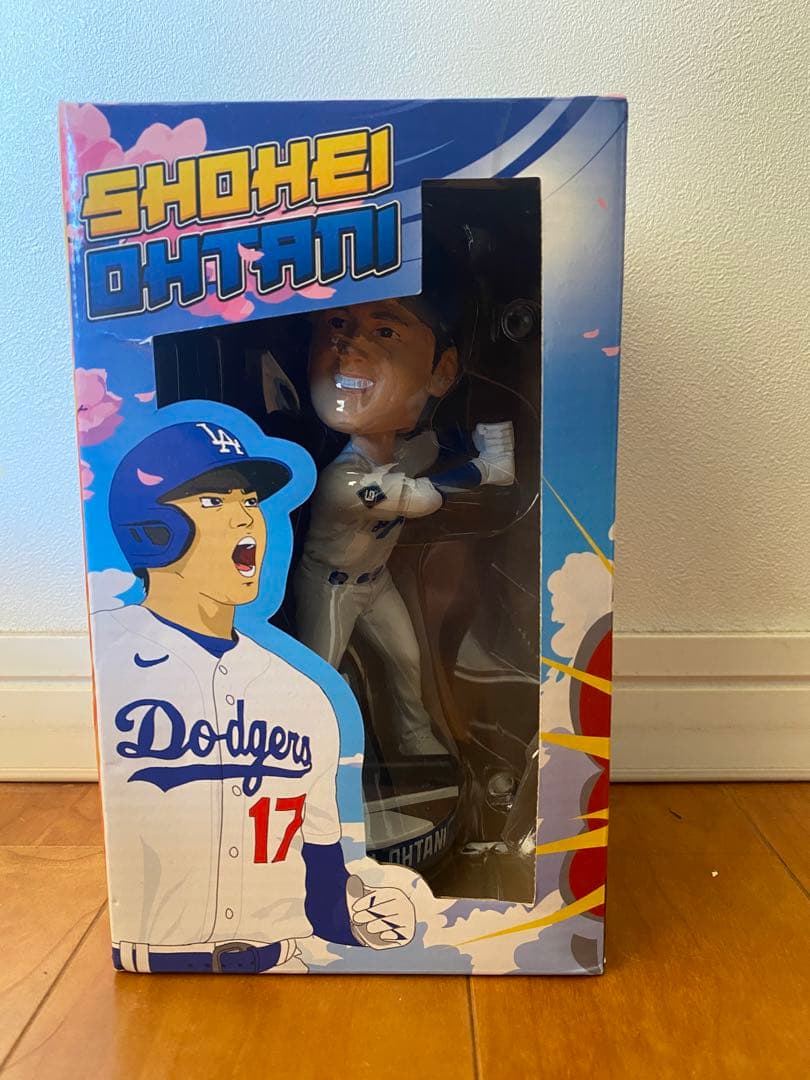 SHOHEI
OHTANI
LA
Dodgers
17
OHTANI